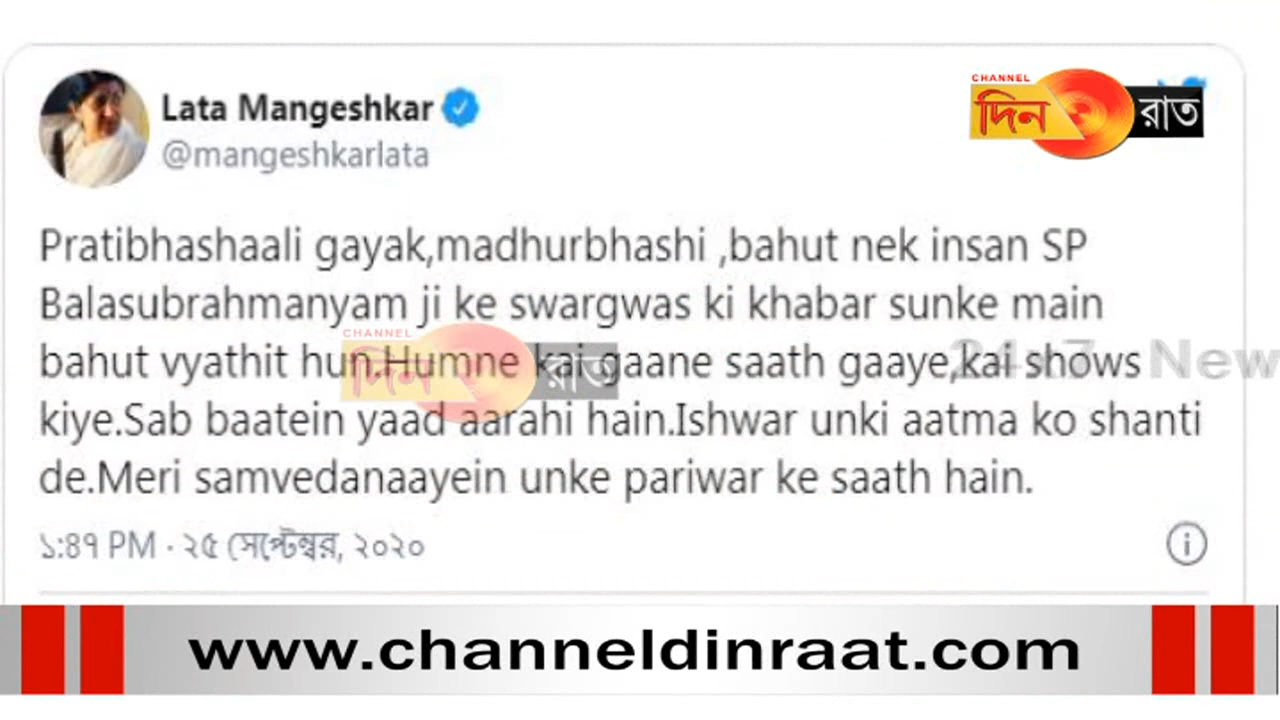 Lata Mangeshkar
@mangeshkarlata
CHANNEL
দিন রাত
Pratibhashaali gayak,madhurbhashi ,bahut nek insan SP
Balasubrahmanyam ji ke swargwas ki khabar sunke main
CHANNEL
দিন রাত
bahut vyathit hun.Humne kai gaane saath gaaye,kai shows
24x7 New
kiye.Sab baatein yaad aarahi hain.Ishwar unki aatma ko shanti
de.Meri samvedanaayein unke pariwar ke saath hain.
১:৪৭ PM · ২৫ সেপ্টেম্বর, ২০২০
www.channeldinraat.com